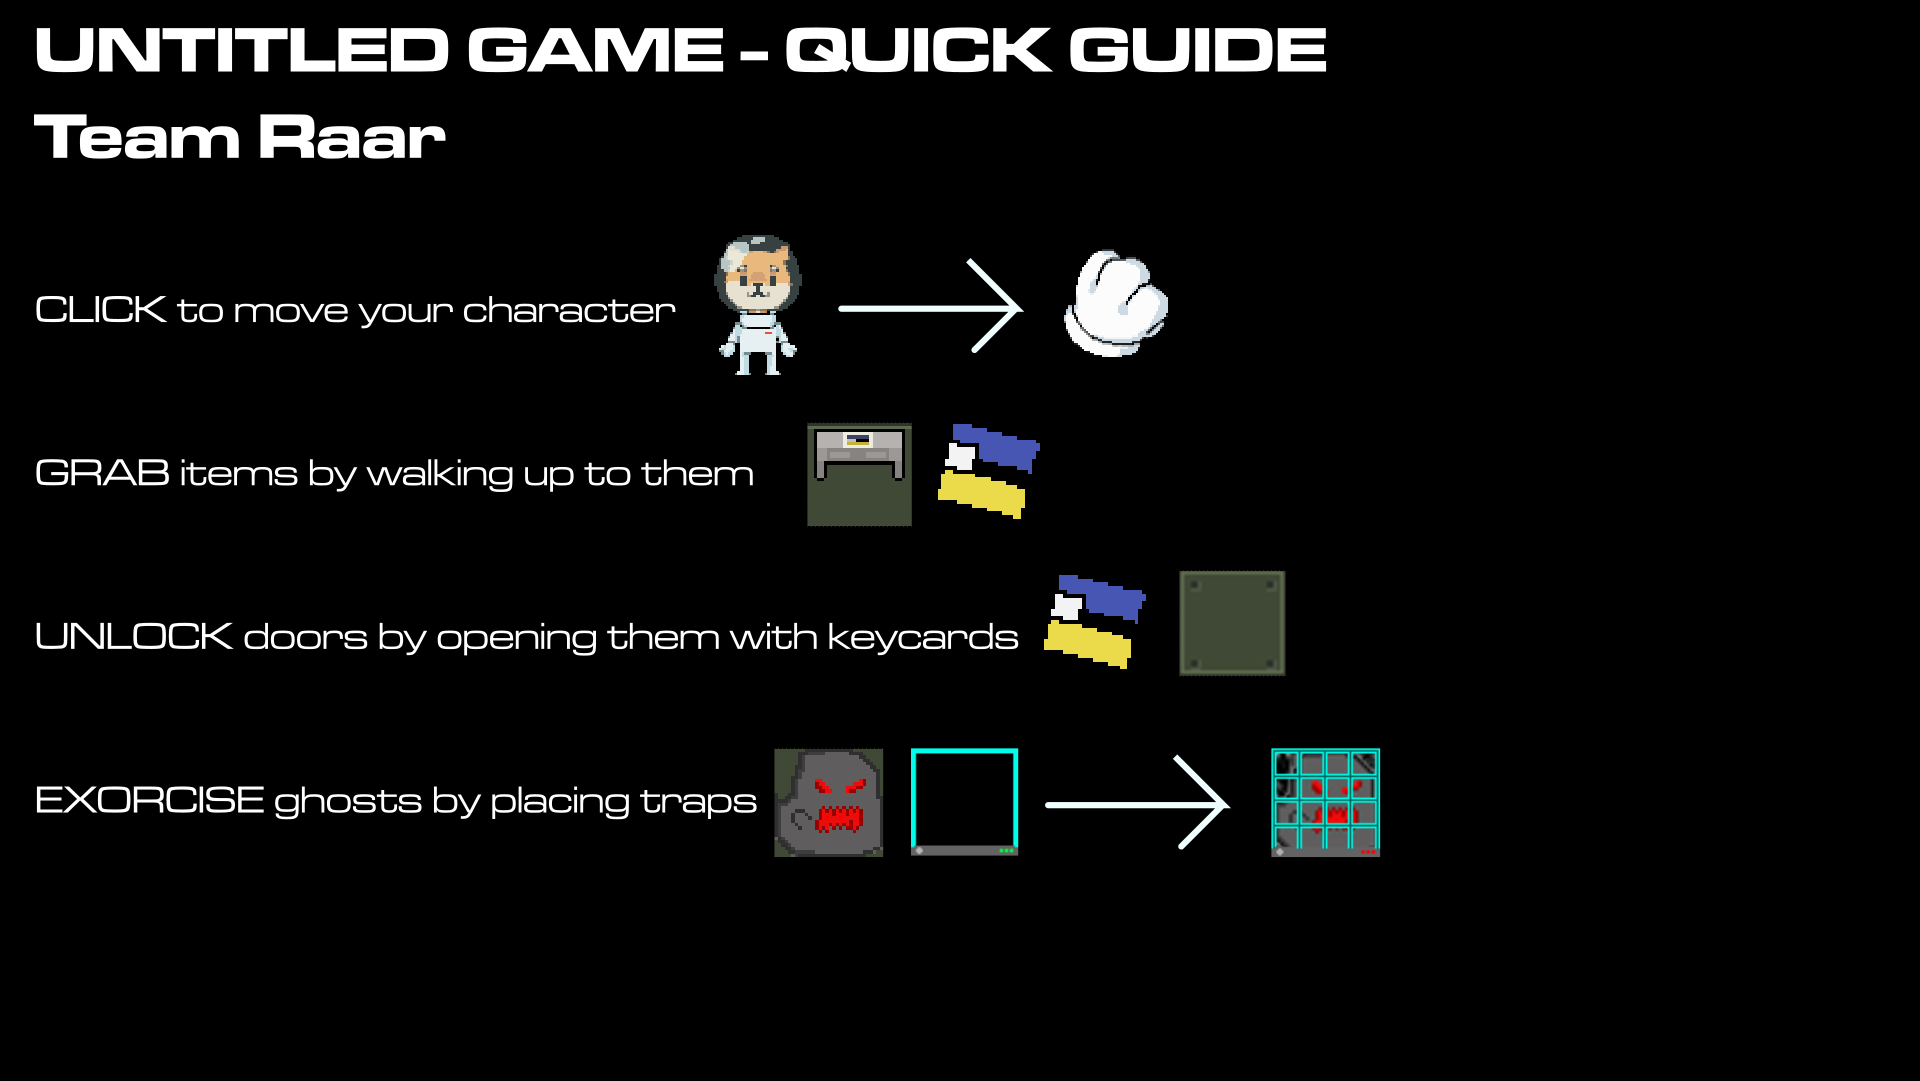 UNTITLED GAME - QUICK GUIDE
Team Raar
CLICK to move your character
GRAB items by walking up to them
UNLOCK doors by opening them with keycards
EXORCISE ghosts by placing traps